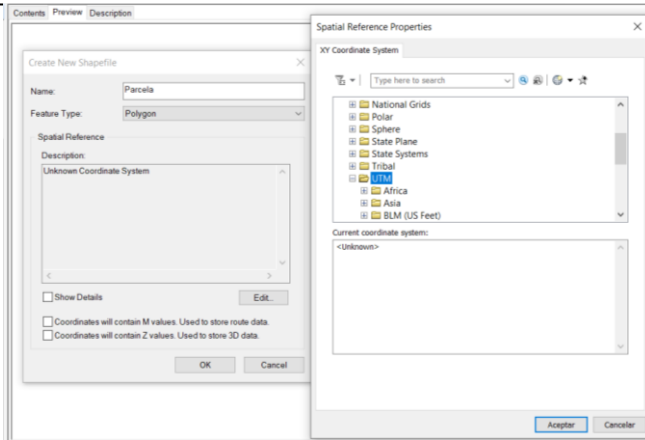 Contents Preview Description
Create New Shapefile
Name: Parcela
Feature Type: Polygon
Spatial Reference
Description:
Unknown Coordinate System
Show Details
Edit...
Coordinates will contain M values. Used to store route data.
Coordinates will contain Z values. Used to store 3D data.
OK Cancel
Spatial Reference Properties
XY Coordinate System
Type here to search
National Grids
Polar
Sphere
State Plane
State Systems
Tribal
UTM
Africa
Asia
BLM (US Feet)
Current coordinate system:
<Unknown>
Aceptar Cancelar